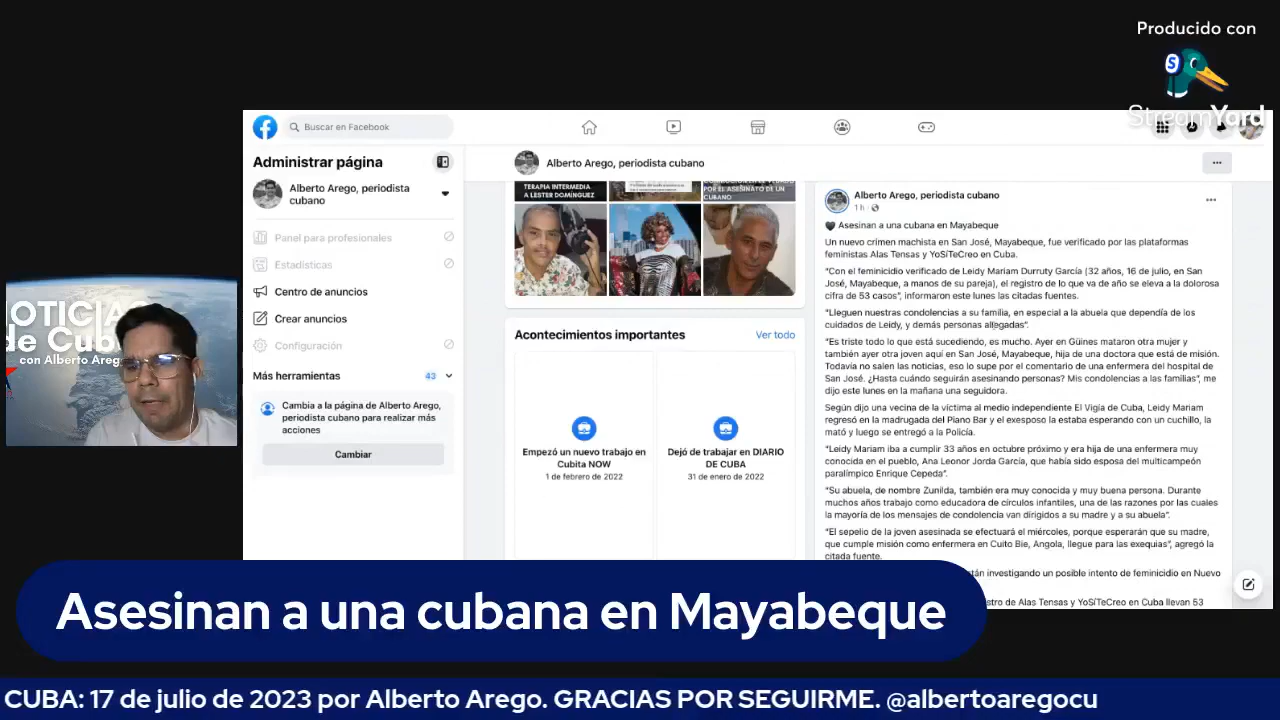 Producido con
StreamYard
Buscar en Facebook
Administrar página
Alberto Arego, periodista
cubano
Panel para profesionales
Estadísticas
Centro de anuncios
Crear anuncios
Configuración
Más herramientas 43
Cambia a la página de Alberto Arego,
periodista cubano para realizar más
acciones
Cambiar
OTICIAS
de Cub
con Alberto Areg
Alberto Arego, periodista cubano
TERAPIA INTERMEDIA
A LESTER DOMÍNGUEZ
POR EL ASESINATO DE UN
CUBANO
Acontecimientos importantes Ver todo
Empezó un nuevo trabajo en
Cubita NOW
1 de febrero de 2022
Dejó de trabajar en DIARIO
DE CUBA
31 de enero de 2022
Alberto Arego, periodista cubano
1 h ·
🖤 Asesinan a una cubana en Mayabeque
Un nuevo crímen machista en San José, Mayabeque, fue verificado por las plataformas
feministas Alas Tensas y YoSíTeCreo en Cuba.
“Con el feminicidio verificado de Leidy Mariam Durruty García (32 años, 16 de julio, en San
José, Mayabeque, a manos de su pareja), el registro de lo que va de año se eleva a la dolorosa
cifra de 53 casos”, informaron este lunes las citadas fuentes.
“Lleguen nuestras condolencias a su familia, en especial a la abuela que dependía de los
cuidados de Leidy, y demás personas allegadas”.
“Es triste todo lo que está sucediendo, es mucho. Ayer en Güines mataron otra mujer y
también ayer otra joven aquí en San José, Mayabeque, hija de una doctora que está de misión.
Todavía no salen las noticias, eso lo supe por el comentario de una enfermera del hospital de
San José. ¿Hasta cuándo seguirán asesinando personas? Mis condolencias a las familias”, me
dijo este lunes en la mañana una seguidora.
Según dijo una vecina de la víctima al medio independiente El Vigía de Cuba, Leidy Mariam
regresó en la madrugada del Piano Bar y el exesposo la estaba esperando con un cuchillo, la
mató y luego se entregó a la Policía.
“Leidy Mariam iba a cumplir 33 años en octubre próximo y era hija de una enfermera muy
conocida en el pueblo, Ana Leonor Jorda García, que había sido esposa del multicampeón
paralímpico Enrique Cepeda”.
“Su abuela, de nombre Zunilda, también era muy conocida y muy buena persona. Durante
muchos años trabajo como educadora de círculos infantiles, una de las razones por las cuales
la mayoría de los mensajes de condolencia van dirigidos a su madre y a su abuela”.
“El sepelio de la joven asesinada se efectuará el miércoles, porque esperarán que su madre,
que cumple misión como enfermera en Cuito Bie, Angola, llegue para las exequias”, agregó la
citada fuente.
tán investigando un posible intento de feminicidio en Nuevo
stro de Alas Tensas y YoSíTeCreo en Cuba llevan 53
Asesinan a una cubana en Mayabeque
CUBA: 17 de julio de 2023 por Alberto Arego. GRACIAS POR SEGUIRME. @albertoaregocu